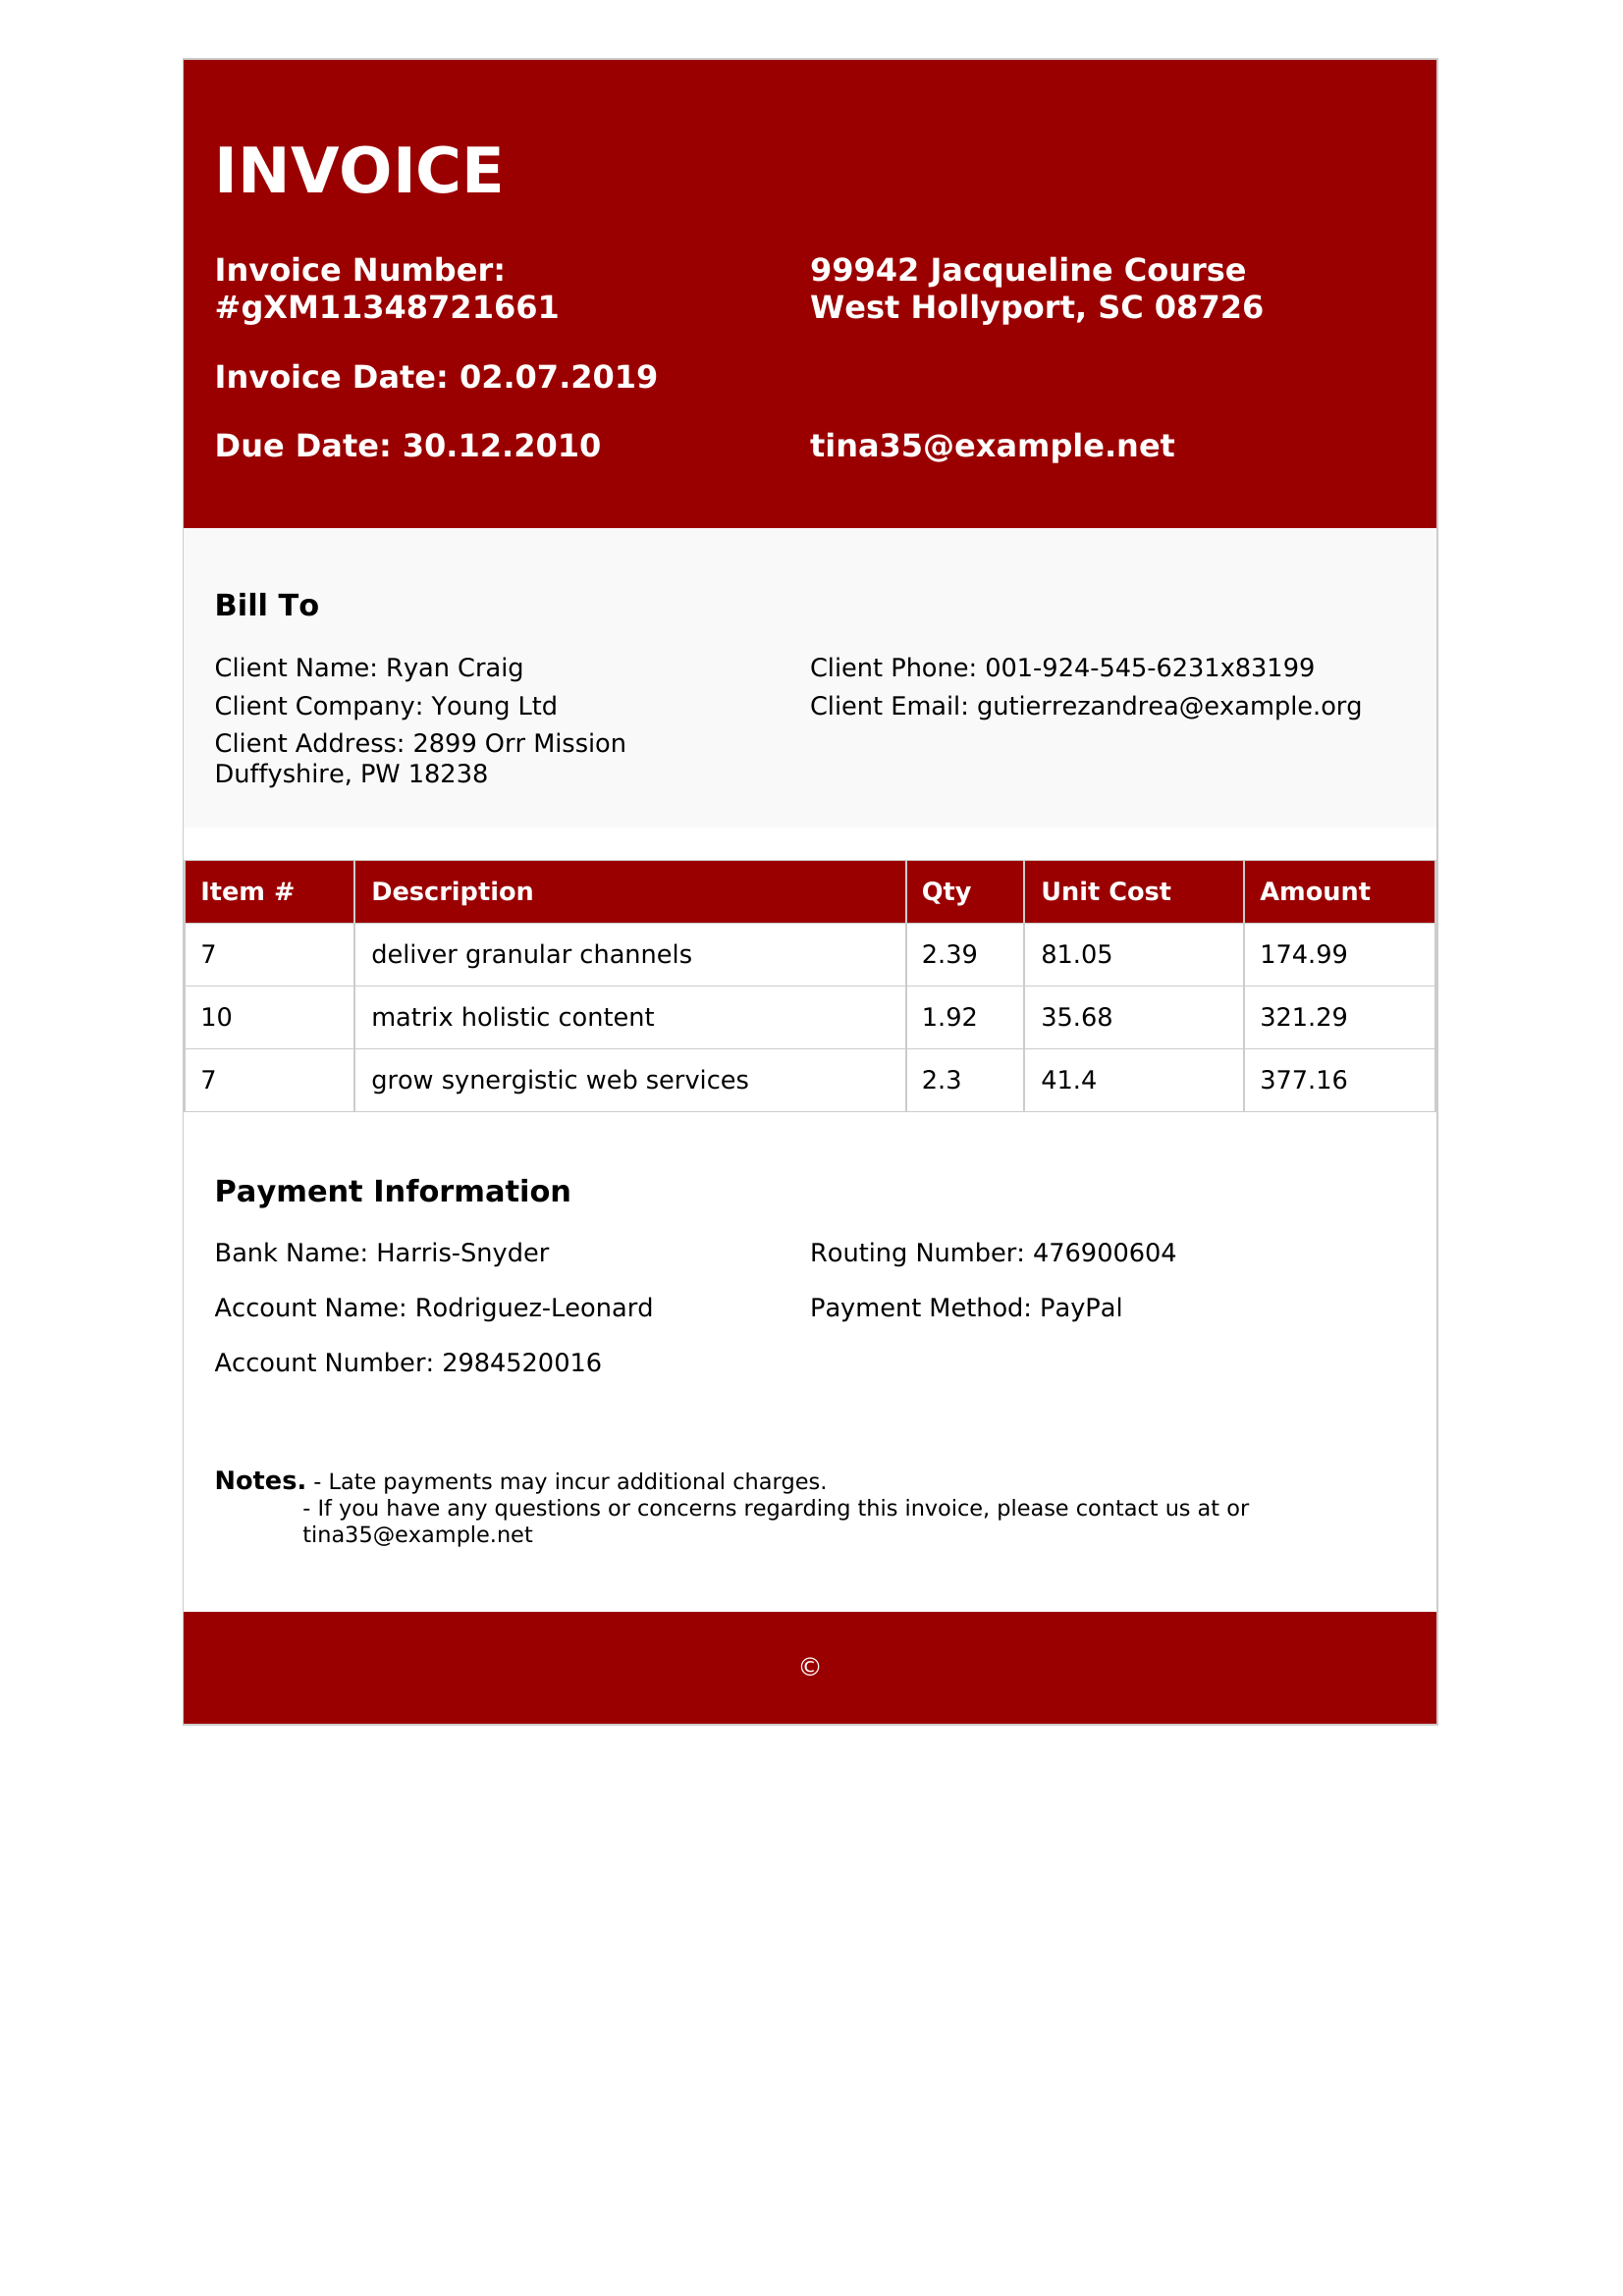 INVOICE
Invoice Number:
#gXM11348721661
99942 Jacqueline Course
West Hollyport, SC 08726
Invoice Date: 02.07.2019
Due Date: 30.12.2010
tina35@example.net
Bill To
Client Name: Ryan Craig
Client Phone: 001-924-545-6231x83199
Client Company: Young Ltd
Client Email: gutierrezandrea@example.org
Client Address: 2899 Orr Mission
Duffyshire, PW 18238
Item # Description Qty Unit Cost Amount
7 deliver granular channels 2.39 81.05 174.99
10 matrix holistic content 1.92 35.68 321.29
7 grow synergistic web services 2.3 41.4 377.16
Payment Information
Bank Name: Harris-Snyder
Routing Number: 476900604
Account Name: Rodriguez-Leonard
Payment Method: PayPal
Account Number: 2984520016
Notes. - Late payments may incur additional charges.
- If you have any questions or concerns regarding this invoice, please contact us at or
tina35@example.net
©